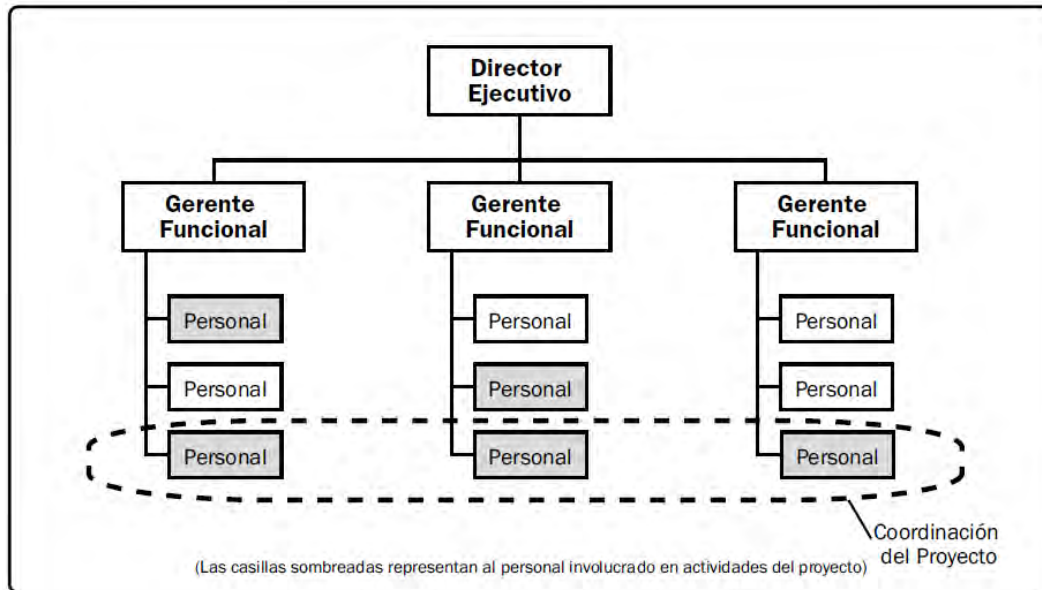 Director
Ejecutivo
Gerente
Funcional
Gerente
Funcional
Gerente
Funcional
Personal
Personal
Personal
Personal
Personal
Personal
Personal
Personal
Personal
Coordinación
del Proyecto
(Las casillas sombreadas representan al personal involucrado en actividades del proyecto)